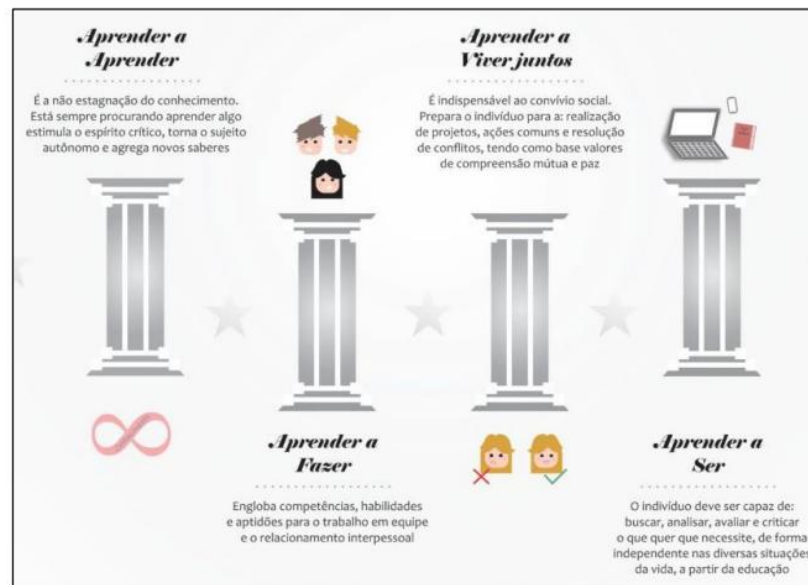 Aprender a
Aprender
É a não estagnação do conhecimento.
Está sempre procurando aprender algo
estimula o espírito crítico, torna o sujeito
autônomo e agrega novos saberes
Aprender a
Fazer
Engloba competências, habilidades
e aptidões para o trabalho em equipe
e o relacionamento interpessoal
Aprender a
Viver juntos
É indispensável ao convívio social.
Prepara o indivíduo para a: realização
de projetos, ações comuns e resolução
de conflitos, tendo como base valores
de compreensão mútua e paz
Aprender a
Ser
O indivíduo deve ser capaz de:
buscar, analisar, avaliar e criticar
o que quer que necessite, de forma
independente nas diversas situações
da vida, a partir da educação